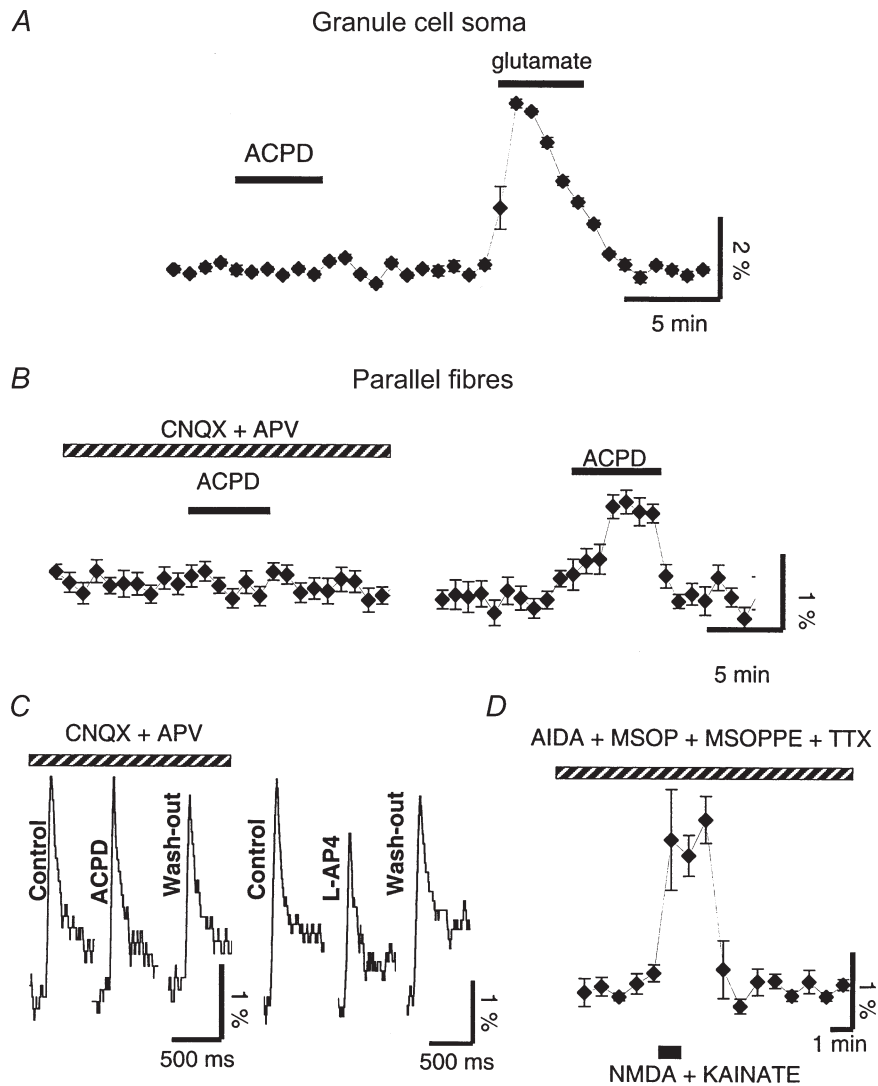 A
Granule cell soma
glutamate
ACPD
2 %
5 min
B
Parallel fibres
CNQX + APV
ACPD
ACPD
1 %
5 min
C
CNQX + APV
Control
ACPD
Wash-out
Control
L-AP4
Wash-out
1 %
500 ms
1 %
500 ms
D
AIDA + MSOP + MSOPPE + TTX
1 %
1 min
NMDA + KAINATE